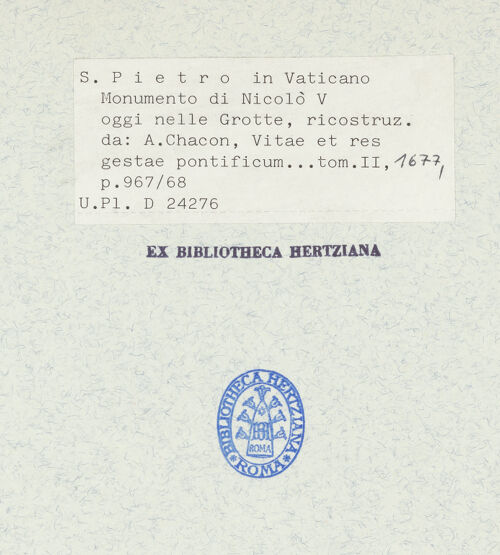 S. P i e t r o in Vaticano
Monumento di Nicolò V
oggi nelle Grotte, ricostruz.
da: A.Chacon, Vitae et res
gestae pontificum...tom.II, 1677,
p.967/68
U.Pl. D 24276
EX BIBLIOTHECA HERTZIANA
BIBLIOTHECA HERTZIANA
ROMA
* ROMA *